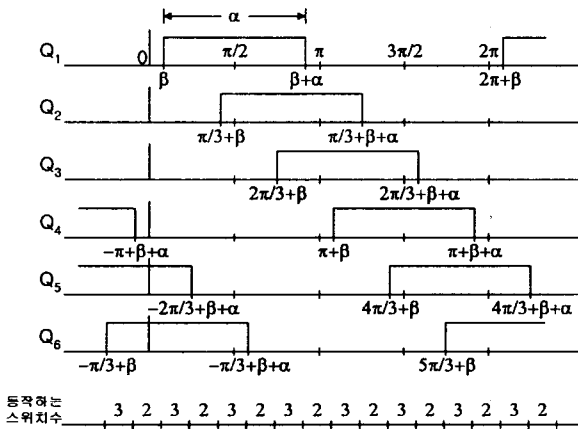 α
Q₁ 0 π/2 π 3π/2 2π
β β+α 2π+β
Q₂
π/3+β π/3+β+α
Q₃
2π/3+β 2π/3+β+α
Q₄
−π+β+α π+β π+β+α
Q₅
−2π/3+β+α 4π/3+β 4π/3+β+α
Q₆
−π/3+β −π/3+β+α 5π/3+β
동작하는
스위치수 3 2 3 2 3 2 3 2 3 2 3 2 3 2 3 2